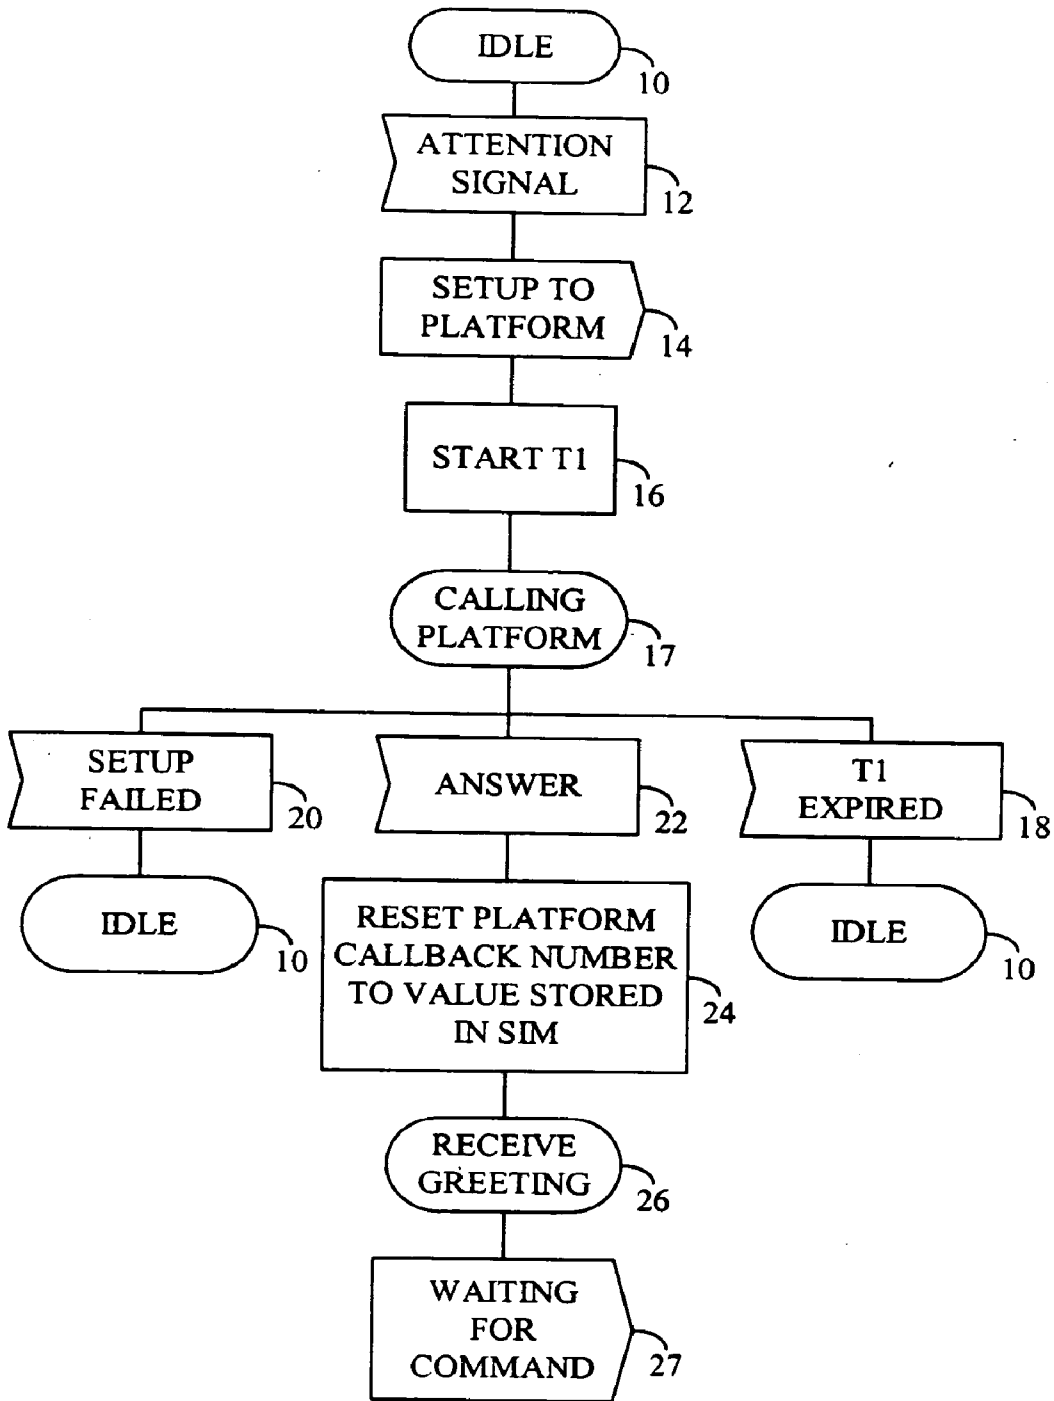 IDLE
10
ATTENTION
SIGNAL
12
SETUP TO
PLATFORM
14
START T1
16
CALLING
PLATFORM
17
SETUP
FAILED
20
ANSWER
22
T1
EXPIRED
18
IDLE
10
RESET PLATFORM
CALLBACK NUMBER
TO VALUE STORED
IN SIM
24
IDLE
10
RECEIVE
GREETING
26
WAITING
FOR
COMMAND
27